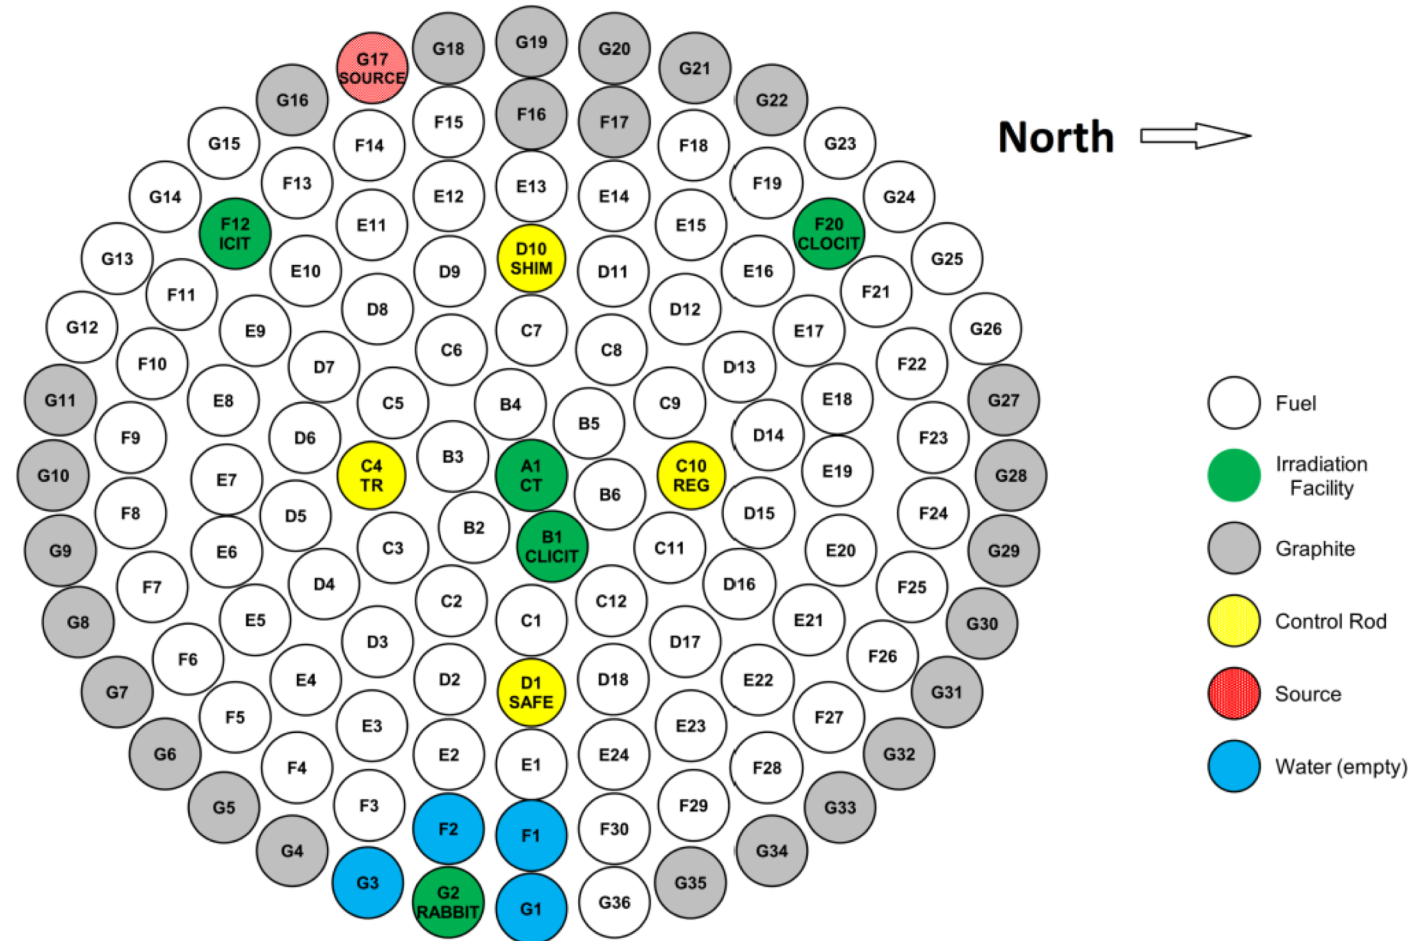 G19
G18
G20
G17
SOURCE
G21
G16
G22
F16
F15
F17
G15
F14
F18
G23
F13
F19
E13
G14
E12
E14
G24
F12
ICIT
E11
E15
F20
CLOCIT
G13
D10
SHIM
G25
E10
D9
D11
E16
F11
F21
D8
D12
G12
E9
C7
E17
G26
F10
C6
C8
F22
D7
D13
G11
E8
C5
B4
C9
E18
G27
B5
F9
D6
D14
F23
B3
G10
E7
C4
TR
A1
CT
C10
REG
E19
G28
B6
F8
D5
B2
D15
F24
G9
E6
C3
B1
CLICIT
C11
E20
G29
F7
D4
D16
F25
C2
C12
G8
E5
C1
E21
G30
D3
D17
F6
F26
E4
D2
D18
E22
G7
D1
SAFE
G31
F5
E3
E23
F27
G6
E2
E1
E24
G32
F4
F28
G5
F3
F29
G33
F2
F1
F30
G4
G34
G3
G35
G2
RABBIT
G1
G36
North
Fuel
Irradiation
Facility
Graphite
Control Rod
Source
Water (empty)